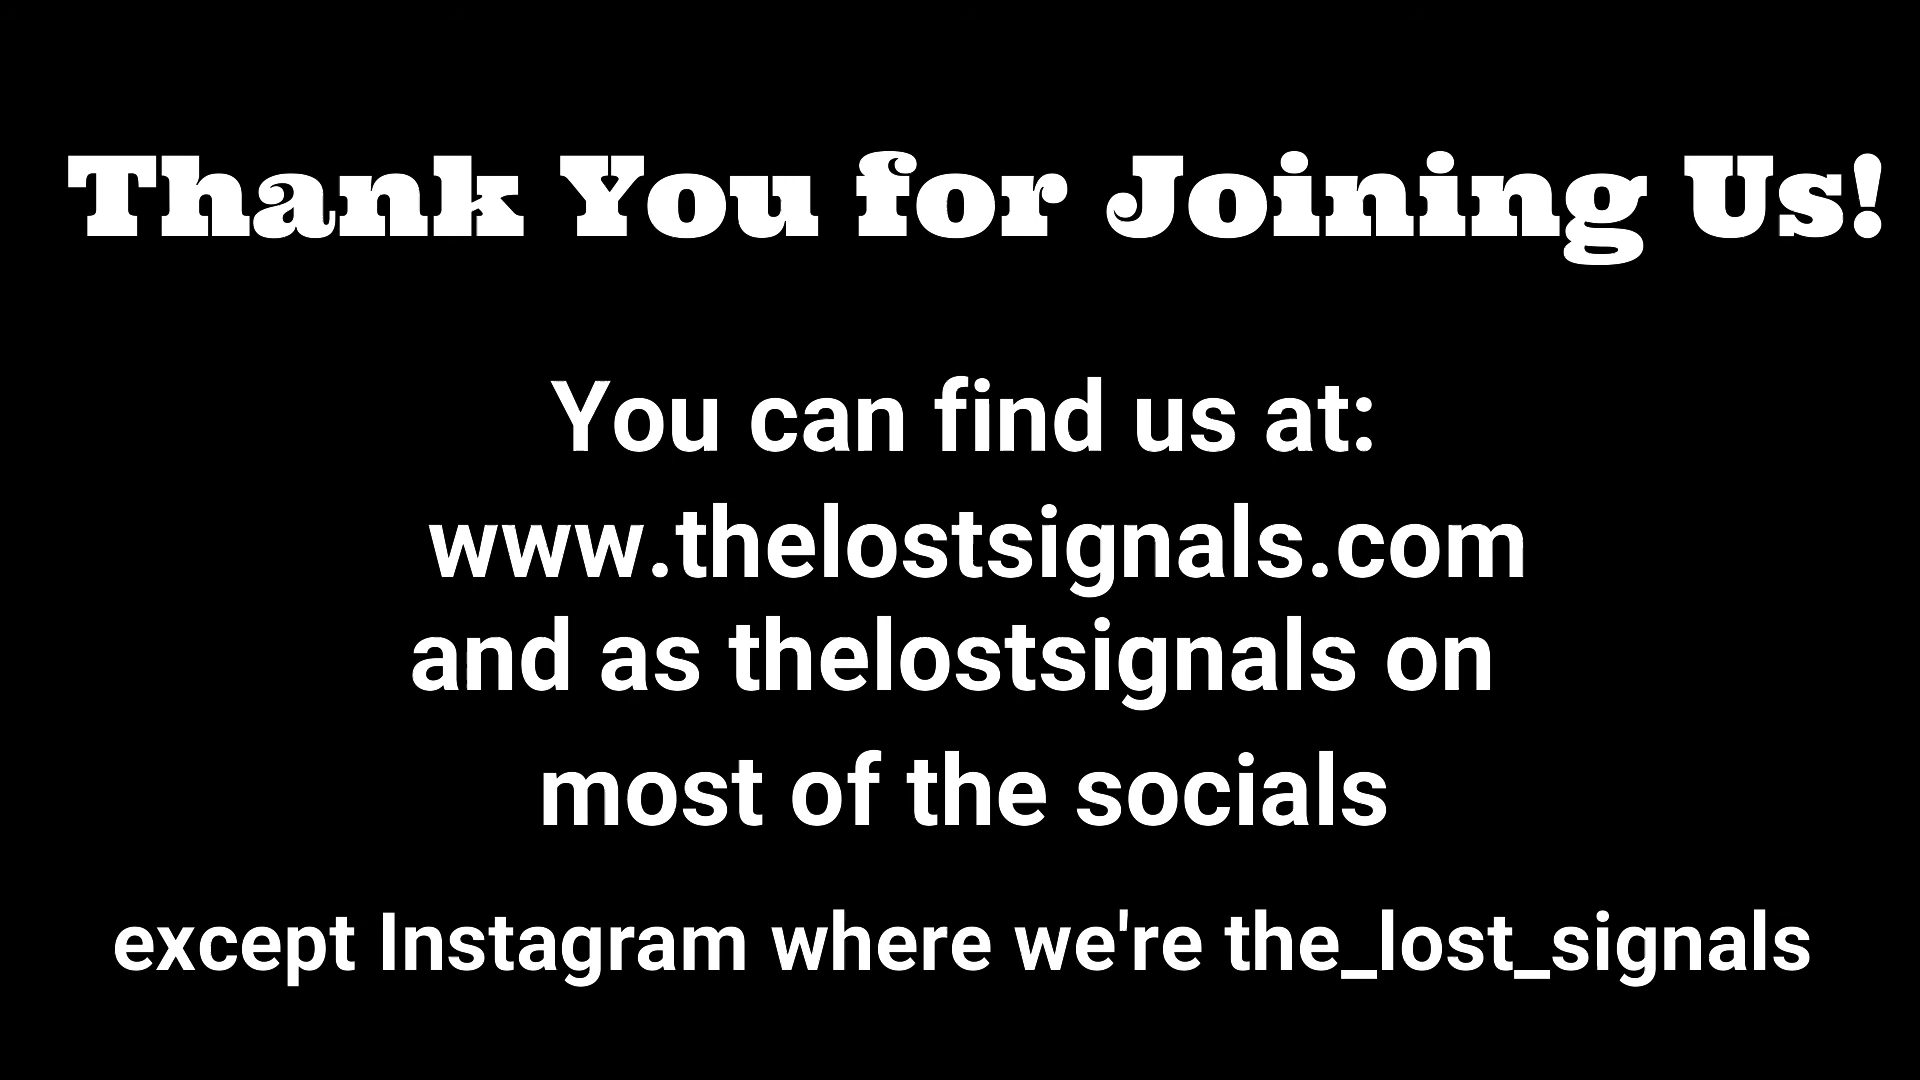 Thank You for Joining Us!
You can find us at:
www.thelostsignals.com
and as thelostsignals on
most of the socials
except Instagram where we're the_lost_signals